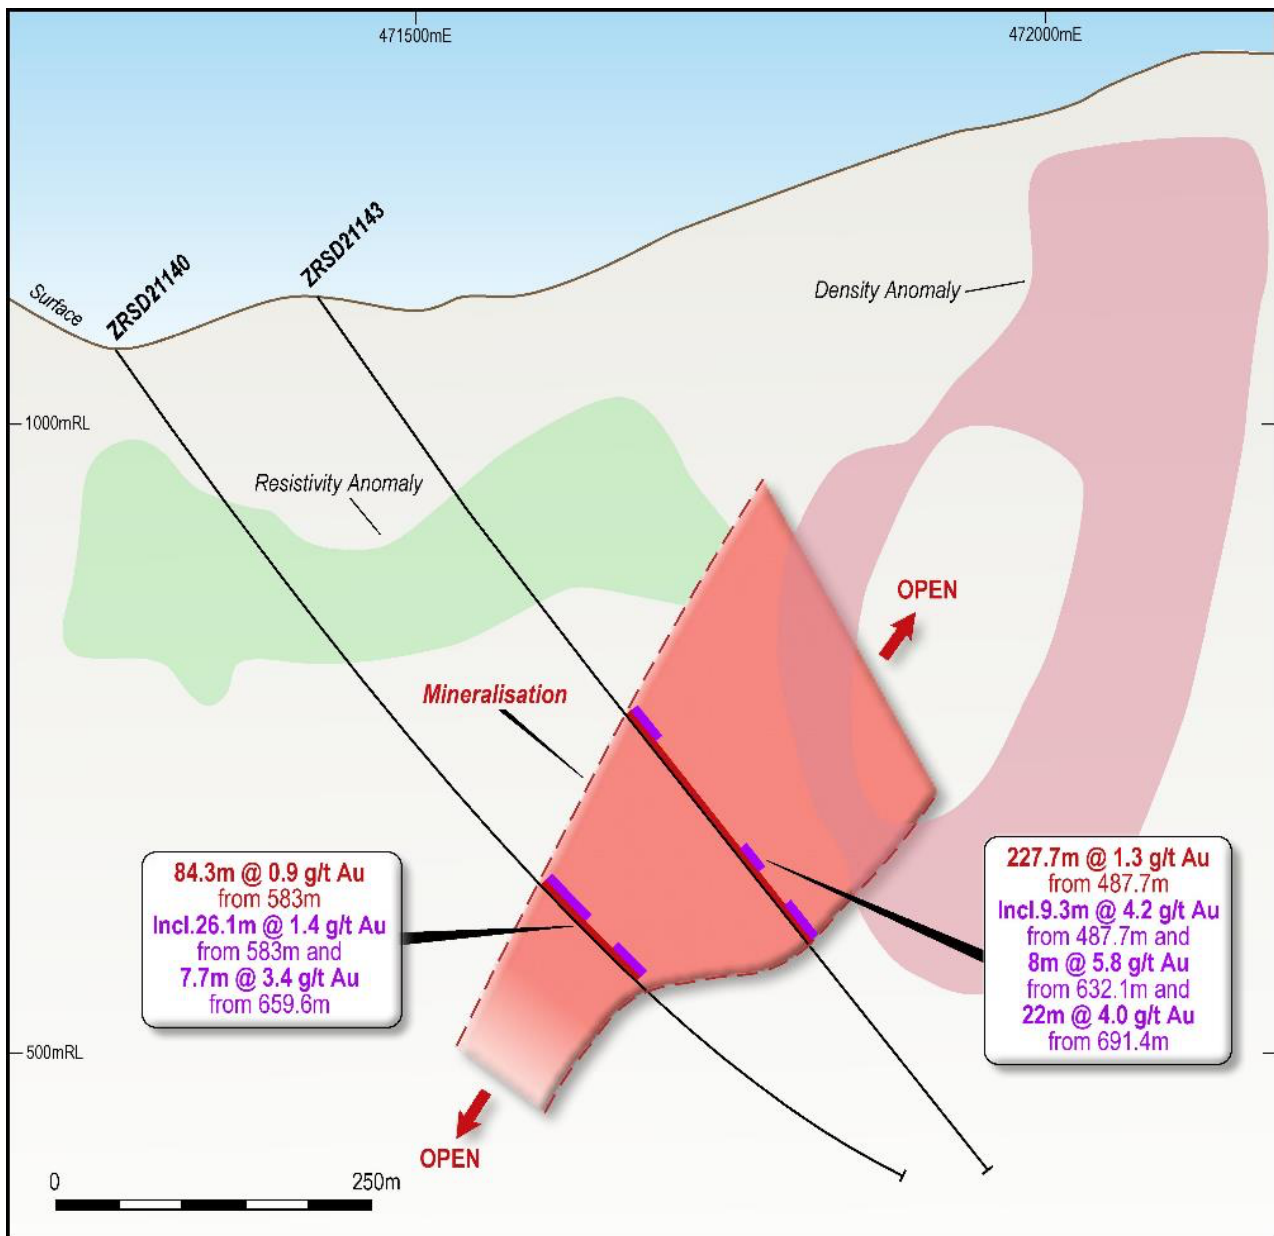 471500mE
472000mE
ZRSD21140
ZRSD21143
Surface
Density Anomaly
1000mRL
Resistivity Anomaly
OPEN
Mineralisation
84.3m @ 0.9 g/t Au
from 583m
Incl.26.1m @ 1.4 g/t Au
from 583m and
7.7m @ 3.4 g/t Au
from 659.6m
227.7m @ 1.3 g/t Au
from 487.7m
Incl.9.3m @ 4.2 g/t Au
from 487.7m and
8m @ 5.8 g/t Au
from 632.1m and
22m @ 4.0 g/t Au
from 691.4m
500mRL
OPEN
0 250m